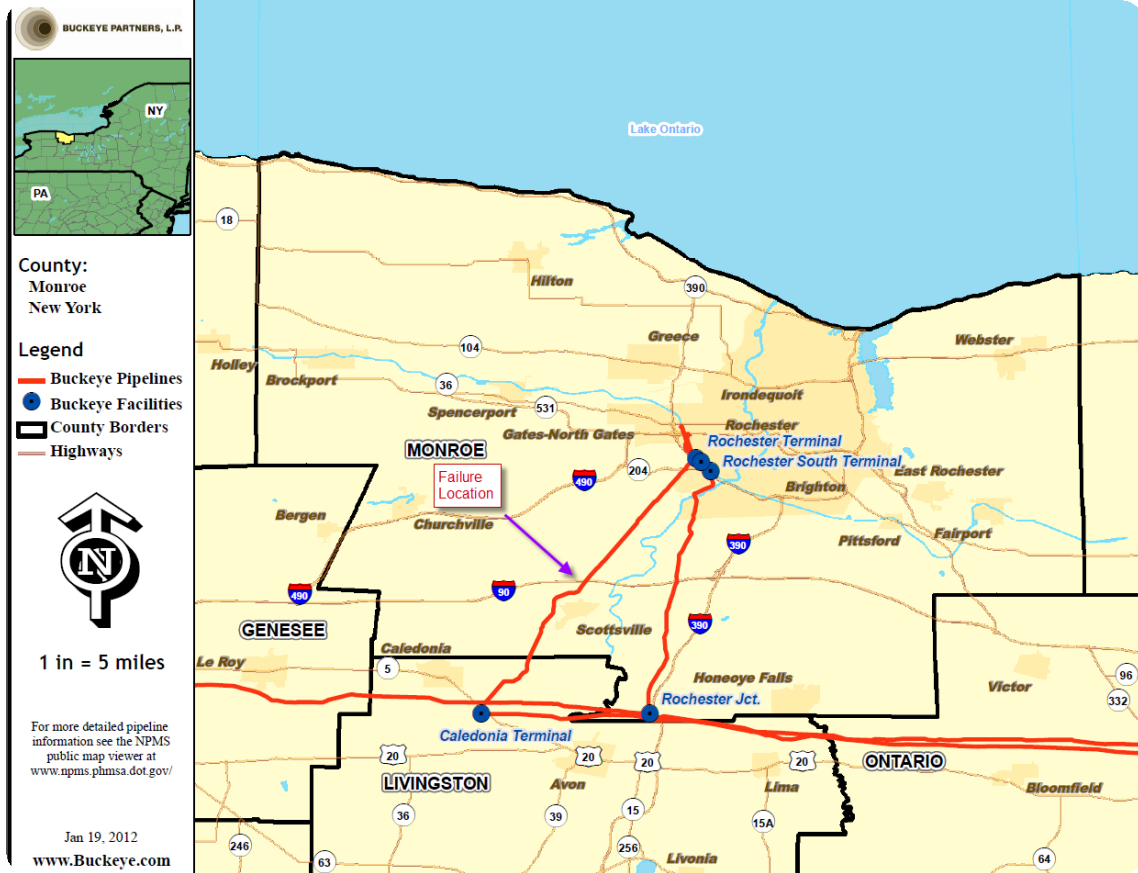 BUCKEYE PARTNERS, L.P.
NY
PA
County:
Monroe
New York
Legend
Buckeye Pipelines
Buckeye Facilities
County Borders
Highways
N
1 in = 5 miles
For more detailed pipeline
information see the NPMS
public map viewer at
www.npms.phmsa.dot.gov/
Jan 19, 2012
www.Buckeye.com
Lake Ontario
18
Hilton
390
Greece
Webster
104
Holley
Brockport
36
Irondequoit
531
Spencerport
Rochester
Gates-North Gates
MONROE
Rochester Terminal
Rochester South Terminal
204
East Rochester
Failure
Location
490
Brighton
Bergen
Churchville
Fairport
Pittsford
390
90
490
GENESEE
Scottsville
390
Caledonia
Le Roy
5
Honeoye Falls
96
Victor
332
Rochester Jct.
Caledonia Terminal
20
20
20
20
ONTARIO
LIVINGSTON
Avon
Lima
Bloomfield
36
39
15
15A
246
256
63
Livonia
64